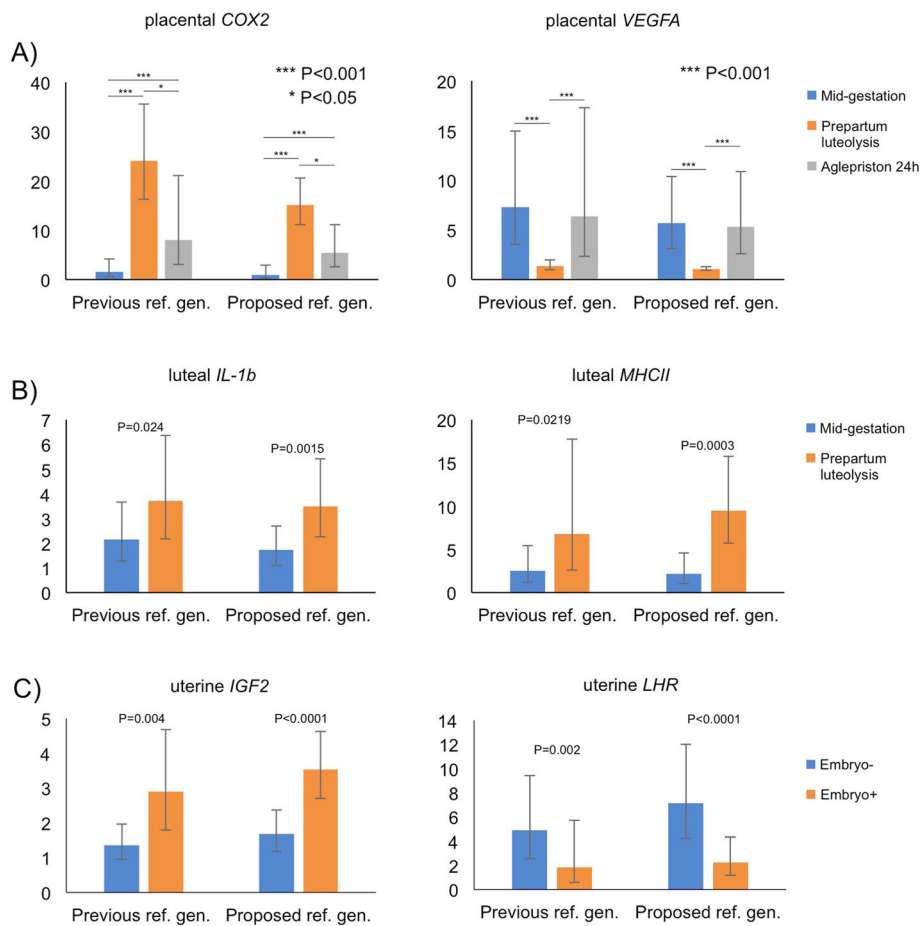 placental COX2
placental VEGFA
A)
40
30
20
10
0
*** P<0.001
* P<0.05
***
***
*
***
***
*
Previous ref. gen.
Proposed ref. gen.
20
15
10
5
0
*** P<0.001
***
***
***
***
Previous ref. gen.
Proposed ref. gen.
Mid-gestation
Prepartum
luteolysis
Aglepriston 24h
B)
luteal IL-1b
luteal MHCII
7
6
5
4
3
2
1
0
P=0.024
P=0.0015
Previous ref. gen.
Proposed ref. gen.
20
15
10
5
0
P=0.0219
P=0.0003
Previous ref. gen.
Proposed ref. gen.
Mid-gestation
Prepartum
luteolysis
C)
uterine IGF2
uterine LHR
5
4
3
2
1
0
P=0.004
P<0.0001
Previous ref. gen.
Proposed ref. gen.
14
12
10
8
6
4
2
0
P=0.002
P<0.0001
Previous ref. gen.
Proposed ref. gen.
Embryo-
Embryo+